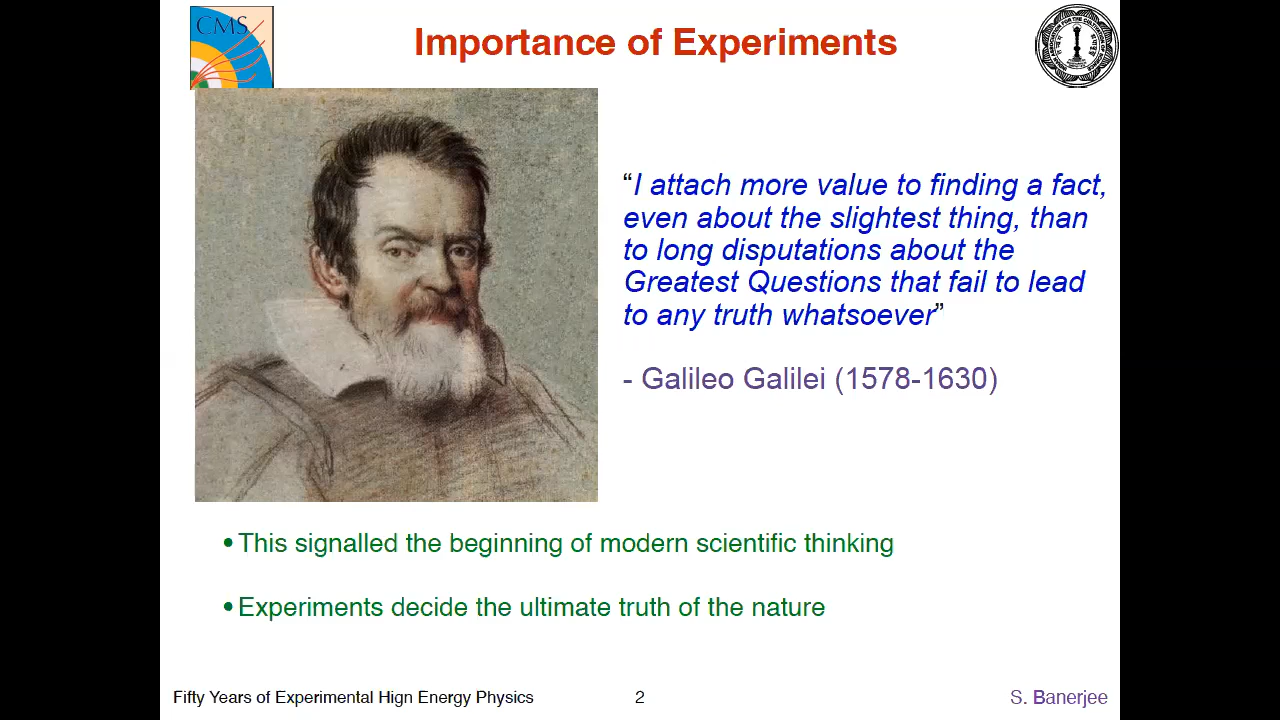 CMS
Importance of Experiments
“I attach more value to finding a fact,
even about the slightest thing, than
to long disputations about the
Greatest Questions that fail to lead
to any truth whatsoever”
- Galileo Galilei (1578-1630)
• This signalled the beginning of modern scientific thinking
• Experiments decide the ultimate truth of the nature
Fifty Years of Experimental Hign Energy Physics
2
S. Banerjee